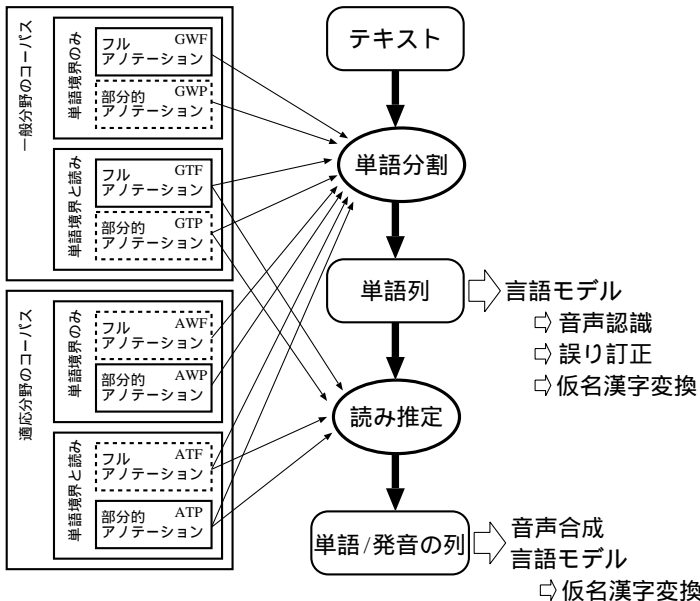 一般分野のコーパス
単語境界のみ
フル GWF
アノテーション
部分的 GWP
アノテーション
単語境界と読み
フル GTF
アノテーション
部分的 GTP
アノテーション
適応分野のコーパス
単語境界のみ
フル AWF
アノテーション
部分的 AWP
アノテーション
単語境界と読み
フル ATF
アノテーション
部分的 ATP
アノテーション
テキスト
単語分割
単語列
言語モデル
音声認識
誤り訂正
仮名漢字変換
読み推定
単語/発音の列
音声合成
言語モデル
仮名漢字変換